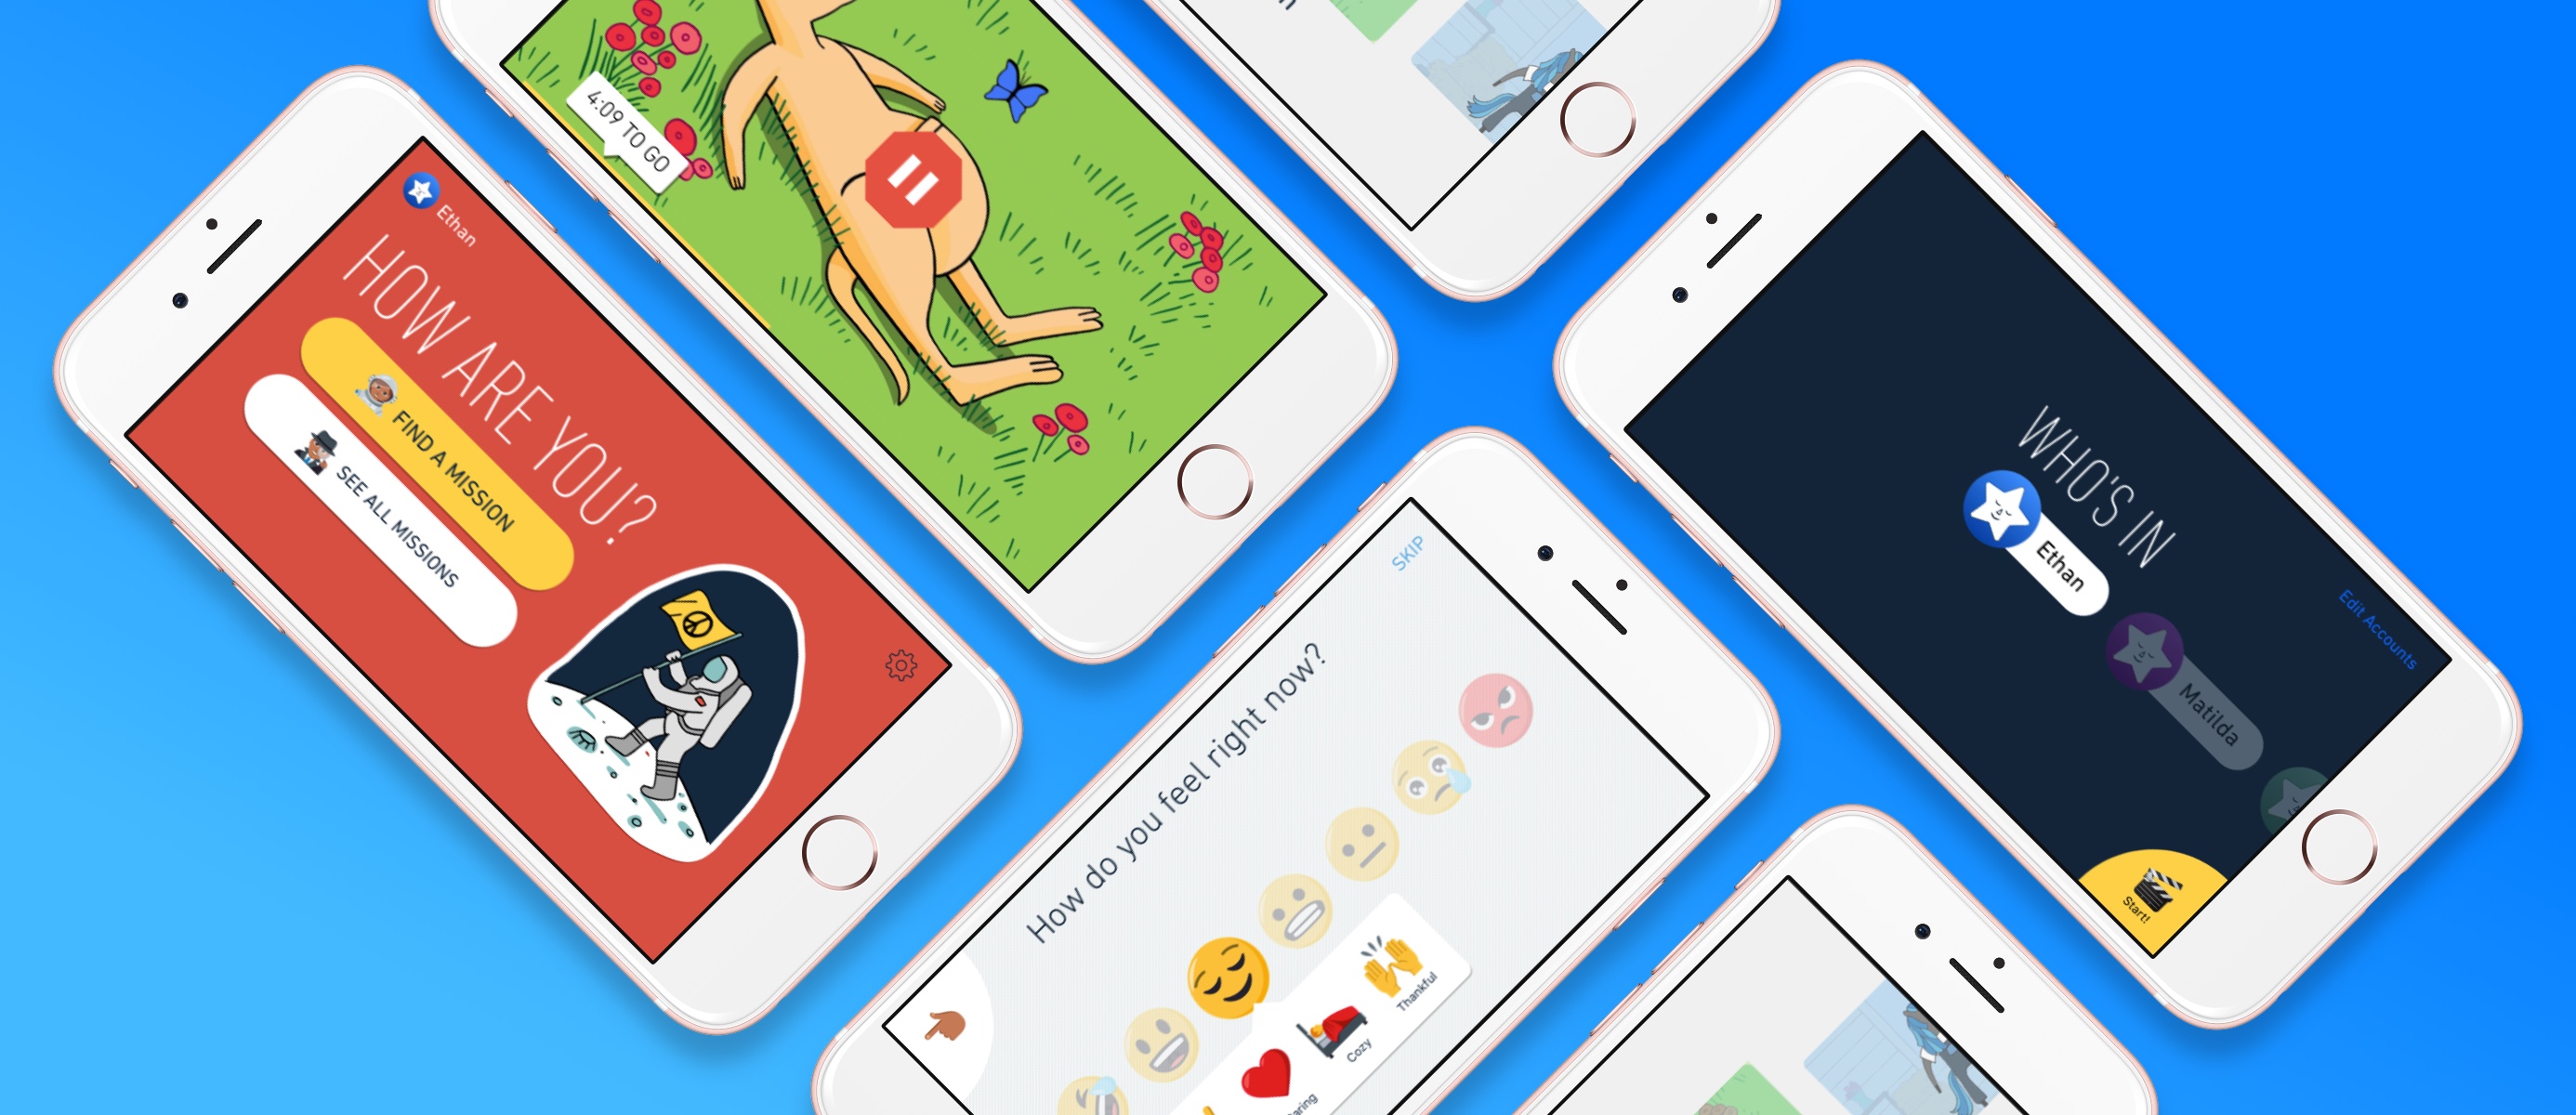 4:09 TO GO
Ethan
HOW ARE YOU?
FIND A MISSION
SEE ALL MISSIONS
SKIP
How do you feel right now?
Thankful
Cozy
WHO'S IN
Ethan
Matilda
Edit Accounts
Start!